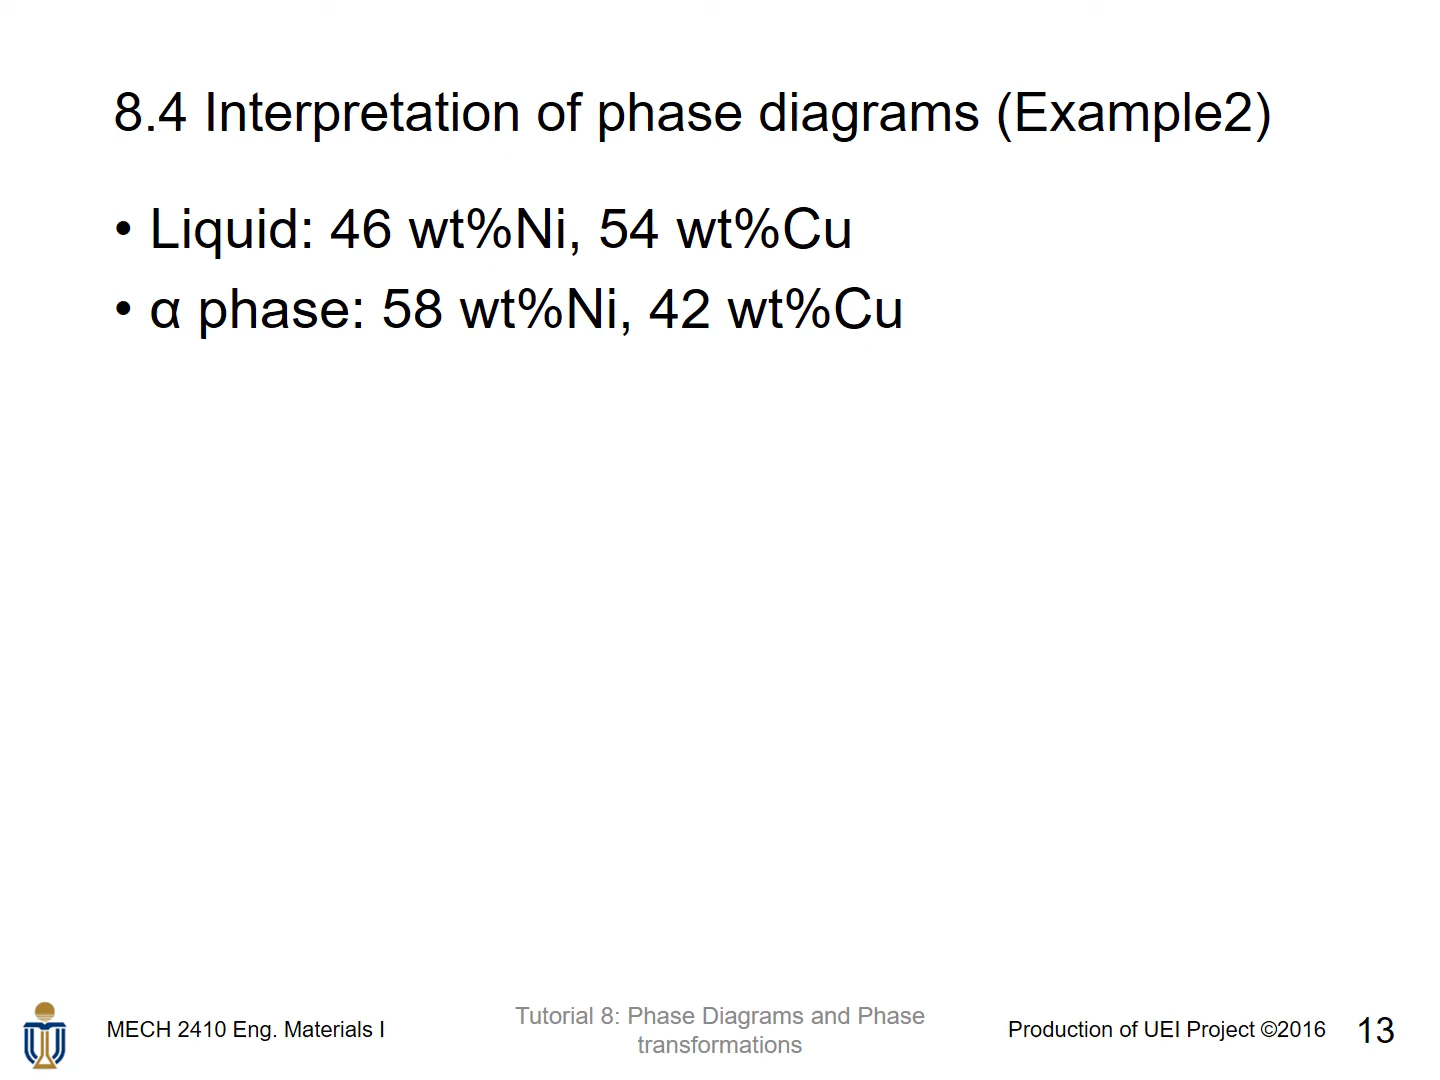 8.4 Interpretation of phase diagrams (Example2)
• Liquid: 46 wt%Ni, 54 wt%Cu
• α phase: 58 wt%Ni, 42 wt%Cu
MECH 2410 Eng. Materials I
Tutorial 8: Phase Diagrams and Phase
transformations
Production of UEI Project ©2016
13